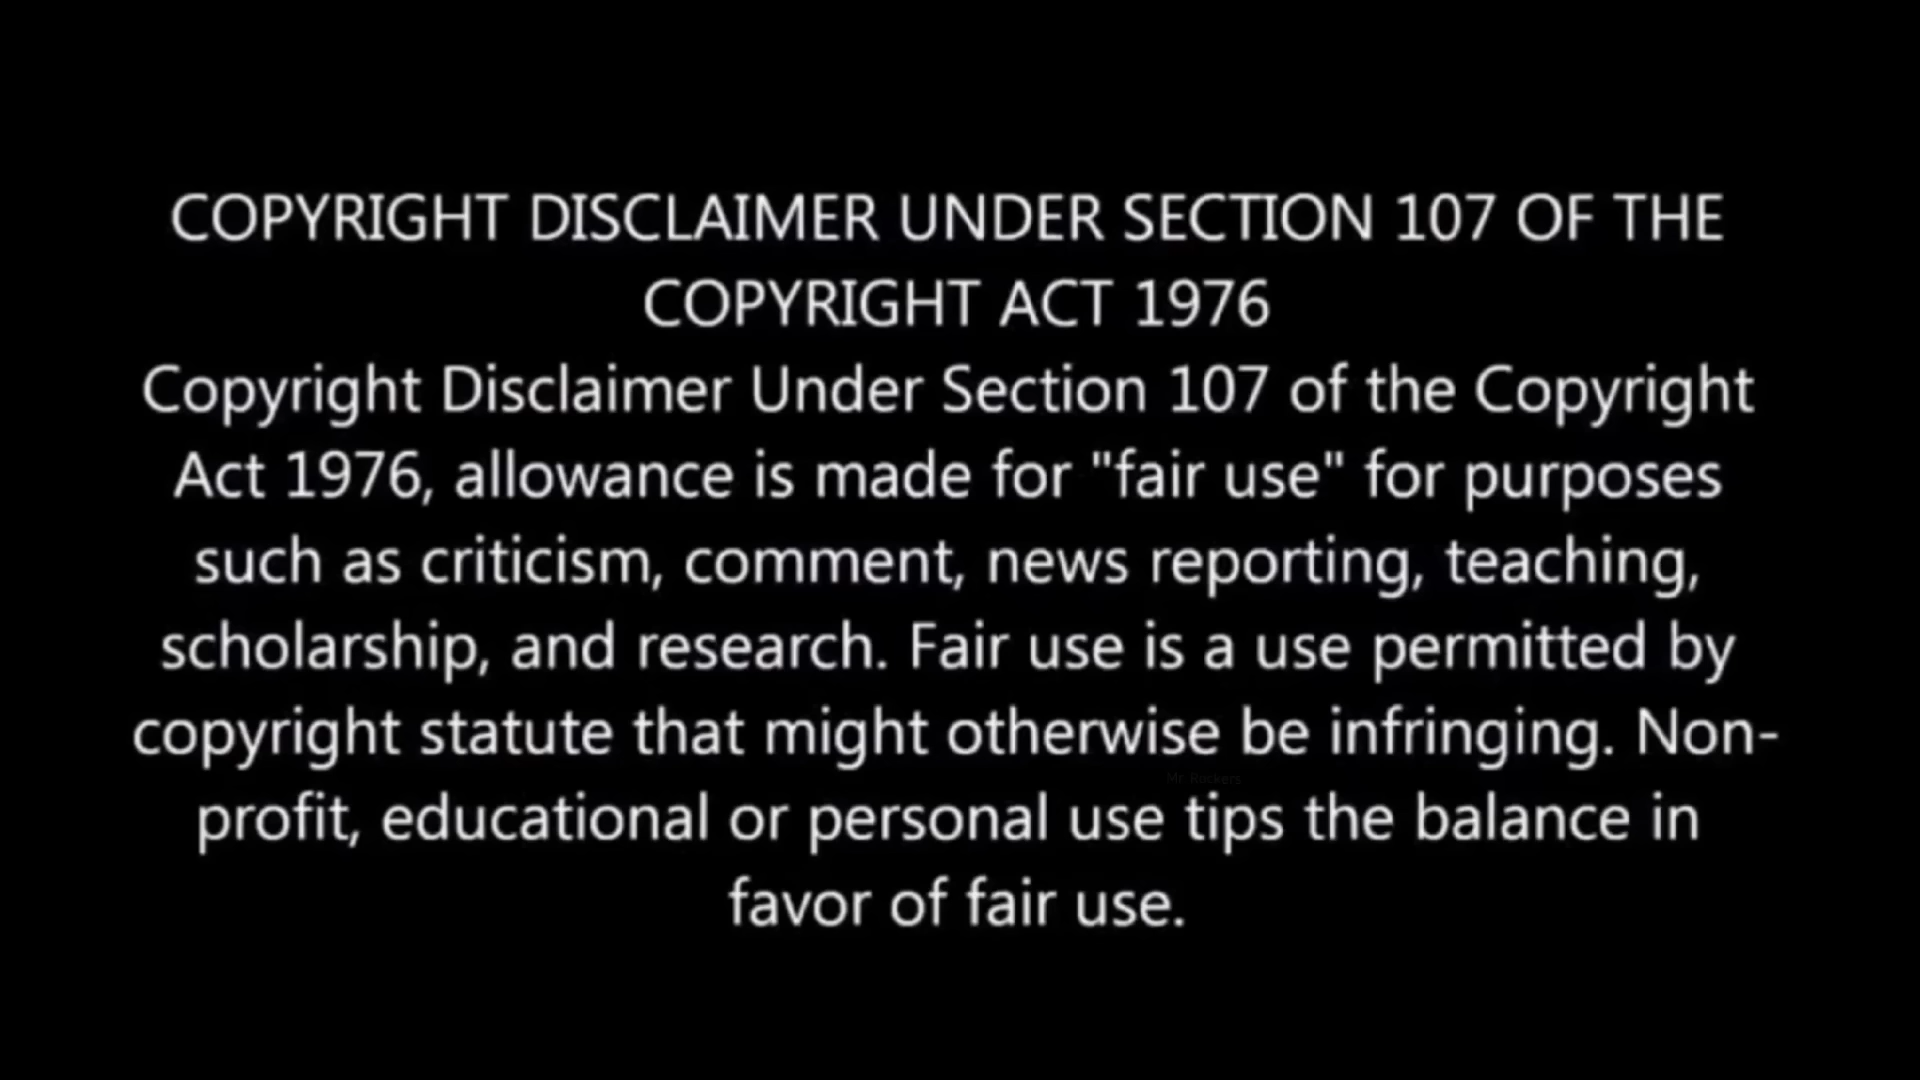 COPYRIGHT DISCLAIMER UNDER SECTION 107 OF THE
COPYRIGHT ACT 1976
Copyright Disclaimer Under Section 107 of the Copyright
Act 1976, allowance is made for "fair use" for purposes
such as criticism, comment, news reporting, teaching,
scholarship, and research. Fair use is a use permitted by
copyright statute that might otherwise be infringing. Non-
Mr. Rockers
profit, educational or personal use tips the balance in
favor of fair use.